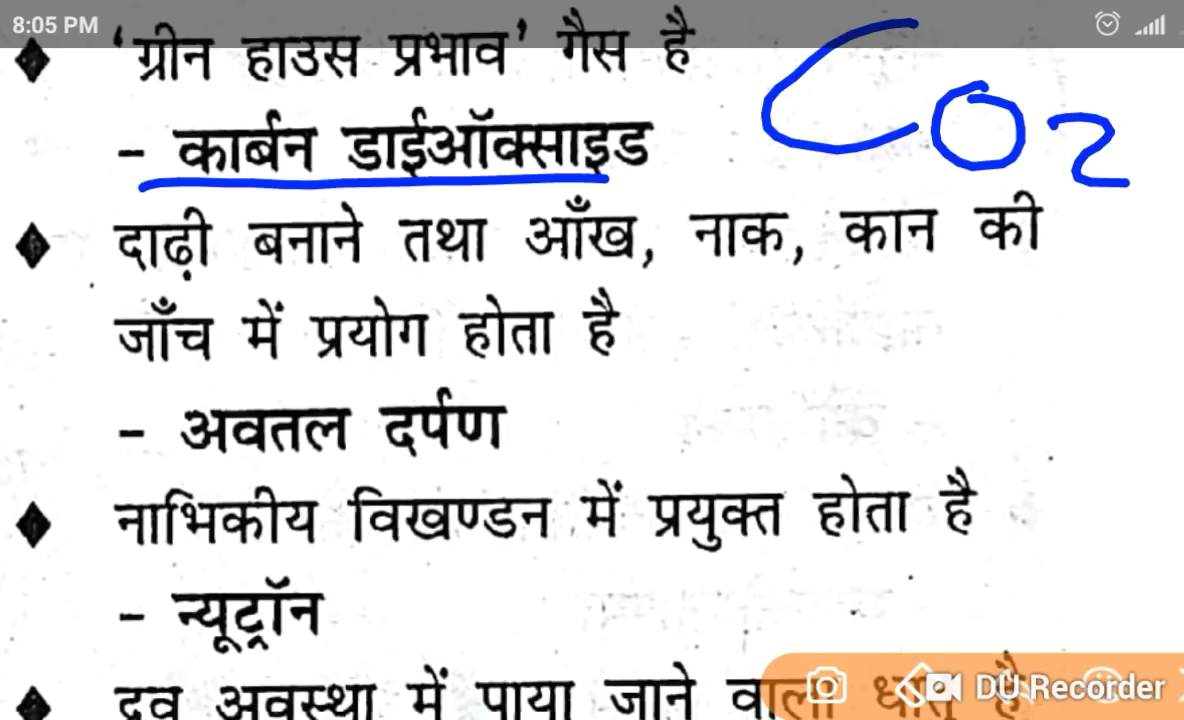 8:05 PM
'ग्रीन हाउस प्रभाव' गैस है
CO2
- कार्बन डाईऑक्साइड
दाढ़ी बनाने तथा आँख, नाक, कान की
जाँच में प्रयोग होता है
- अवतल दर्पण
नाभिकीय विखण्डन में प्रयुक्त होता है
- न्यूट्रॉन
द्रव अवस्था में पाया जाने वाला धातु है
DU Recorder